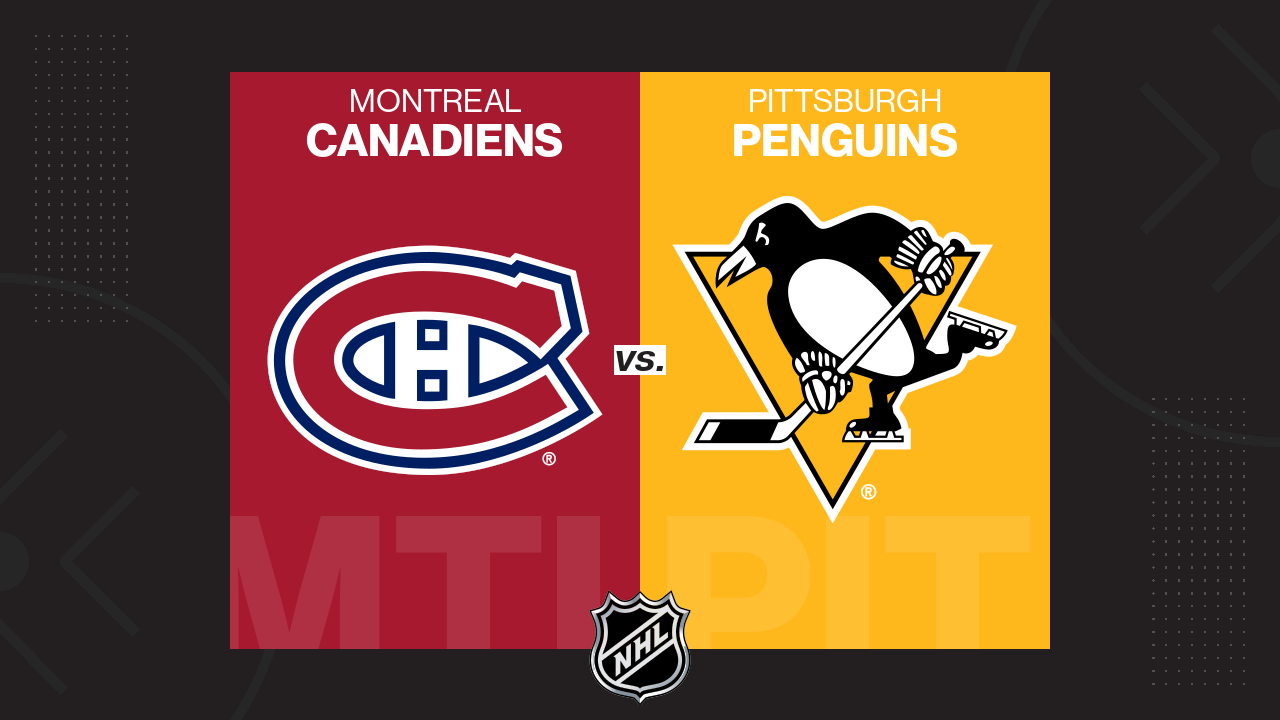 MONTREAL
CANADIENS
PITTSBURGH
PENGUINS
vs.
®
®
MTL
PIT
NHL